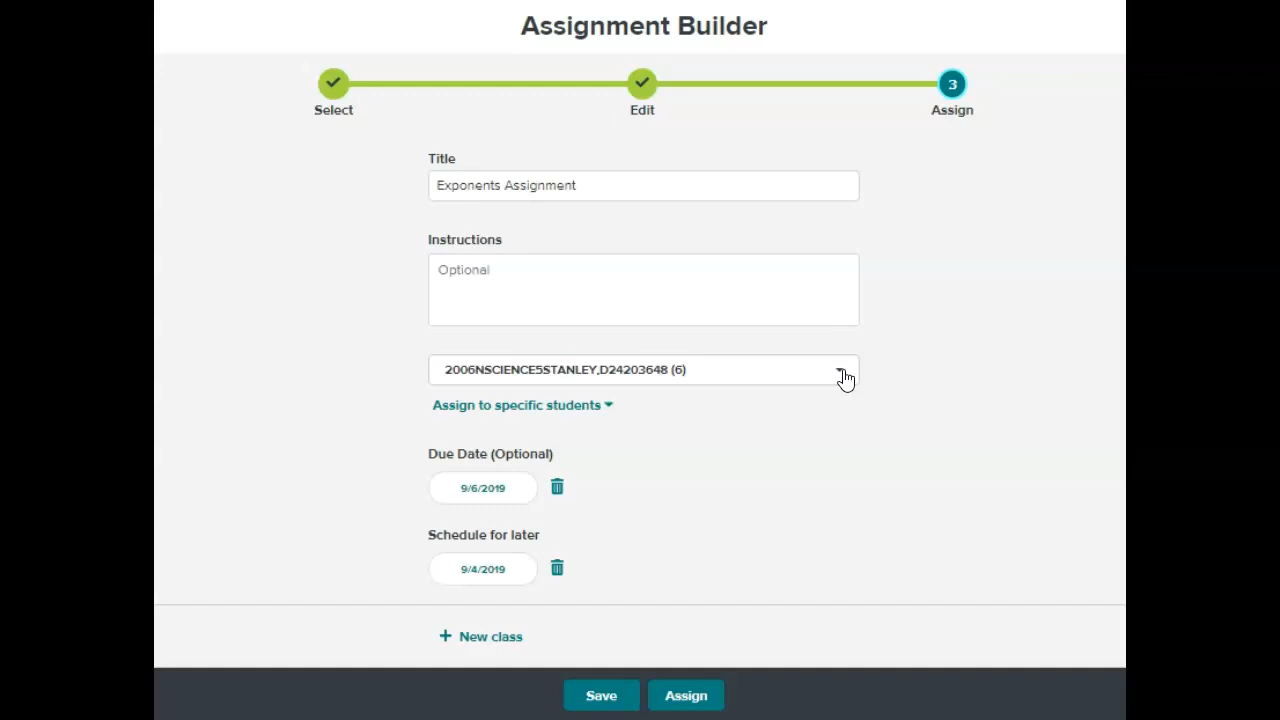 Assignment Builder
3
Select
Edit
Assign
Title
Exponents Assignment
Instructions
Optional
2006NSCIENCE5STANLEY,D24203648 (6)
Assign to specific students
Due Date (Optional)
9/6/2019
Schedule for later
9/4/2019
+ New class
Save
Assign